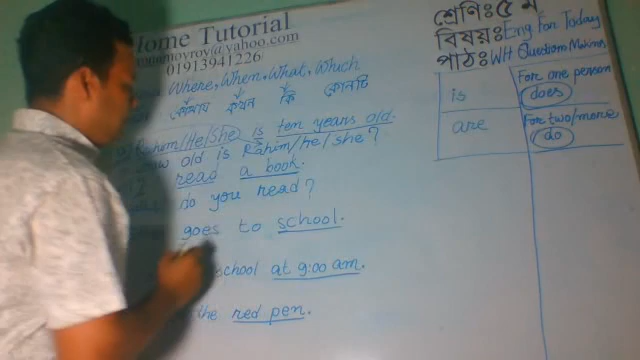 Home Tutorial
@yahoo.com
01913941226
Where, When, What, Which
কোথায় কখন কি কোনটি
Rahim/He/She is ten years old.
How old is Rahim/he/she?
read a book.
do you read?
goes to school.
school at 9:00 am.
the red pen.
শ্রেণিঃ ৫ ম
বিষয়ঃ Eng For Today
পাঠঃ WH Question Making
is For one person does
are For two/more do